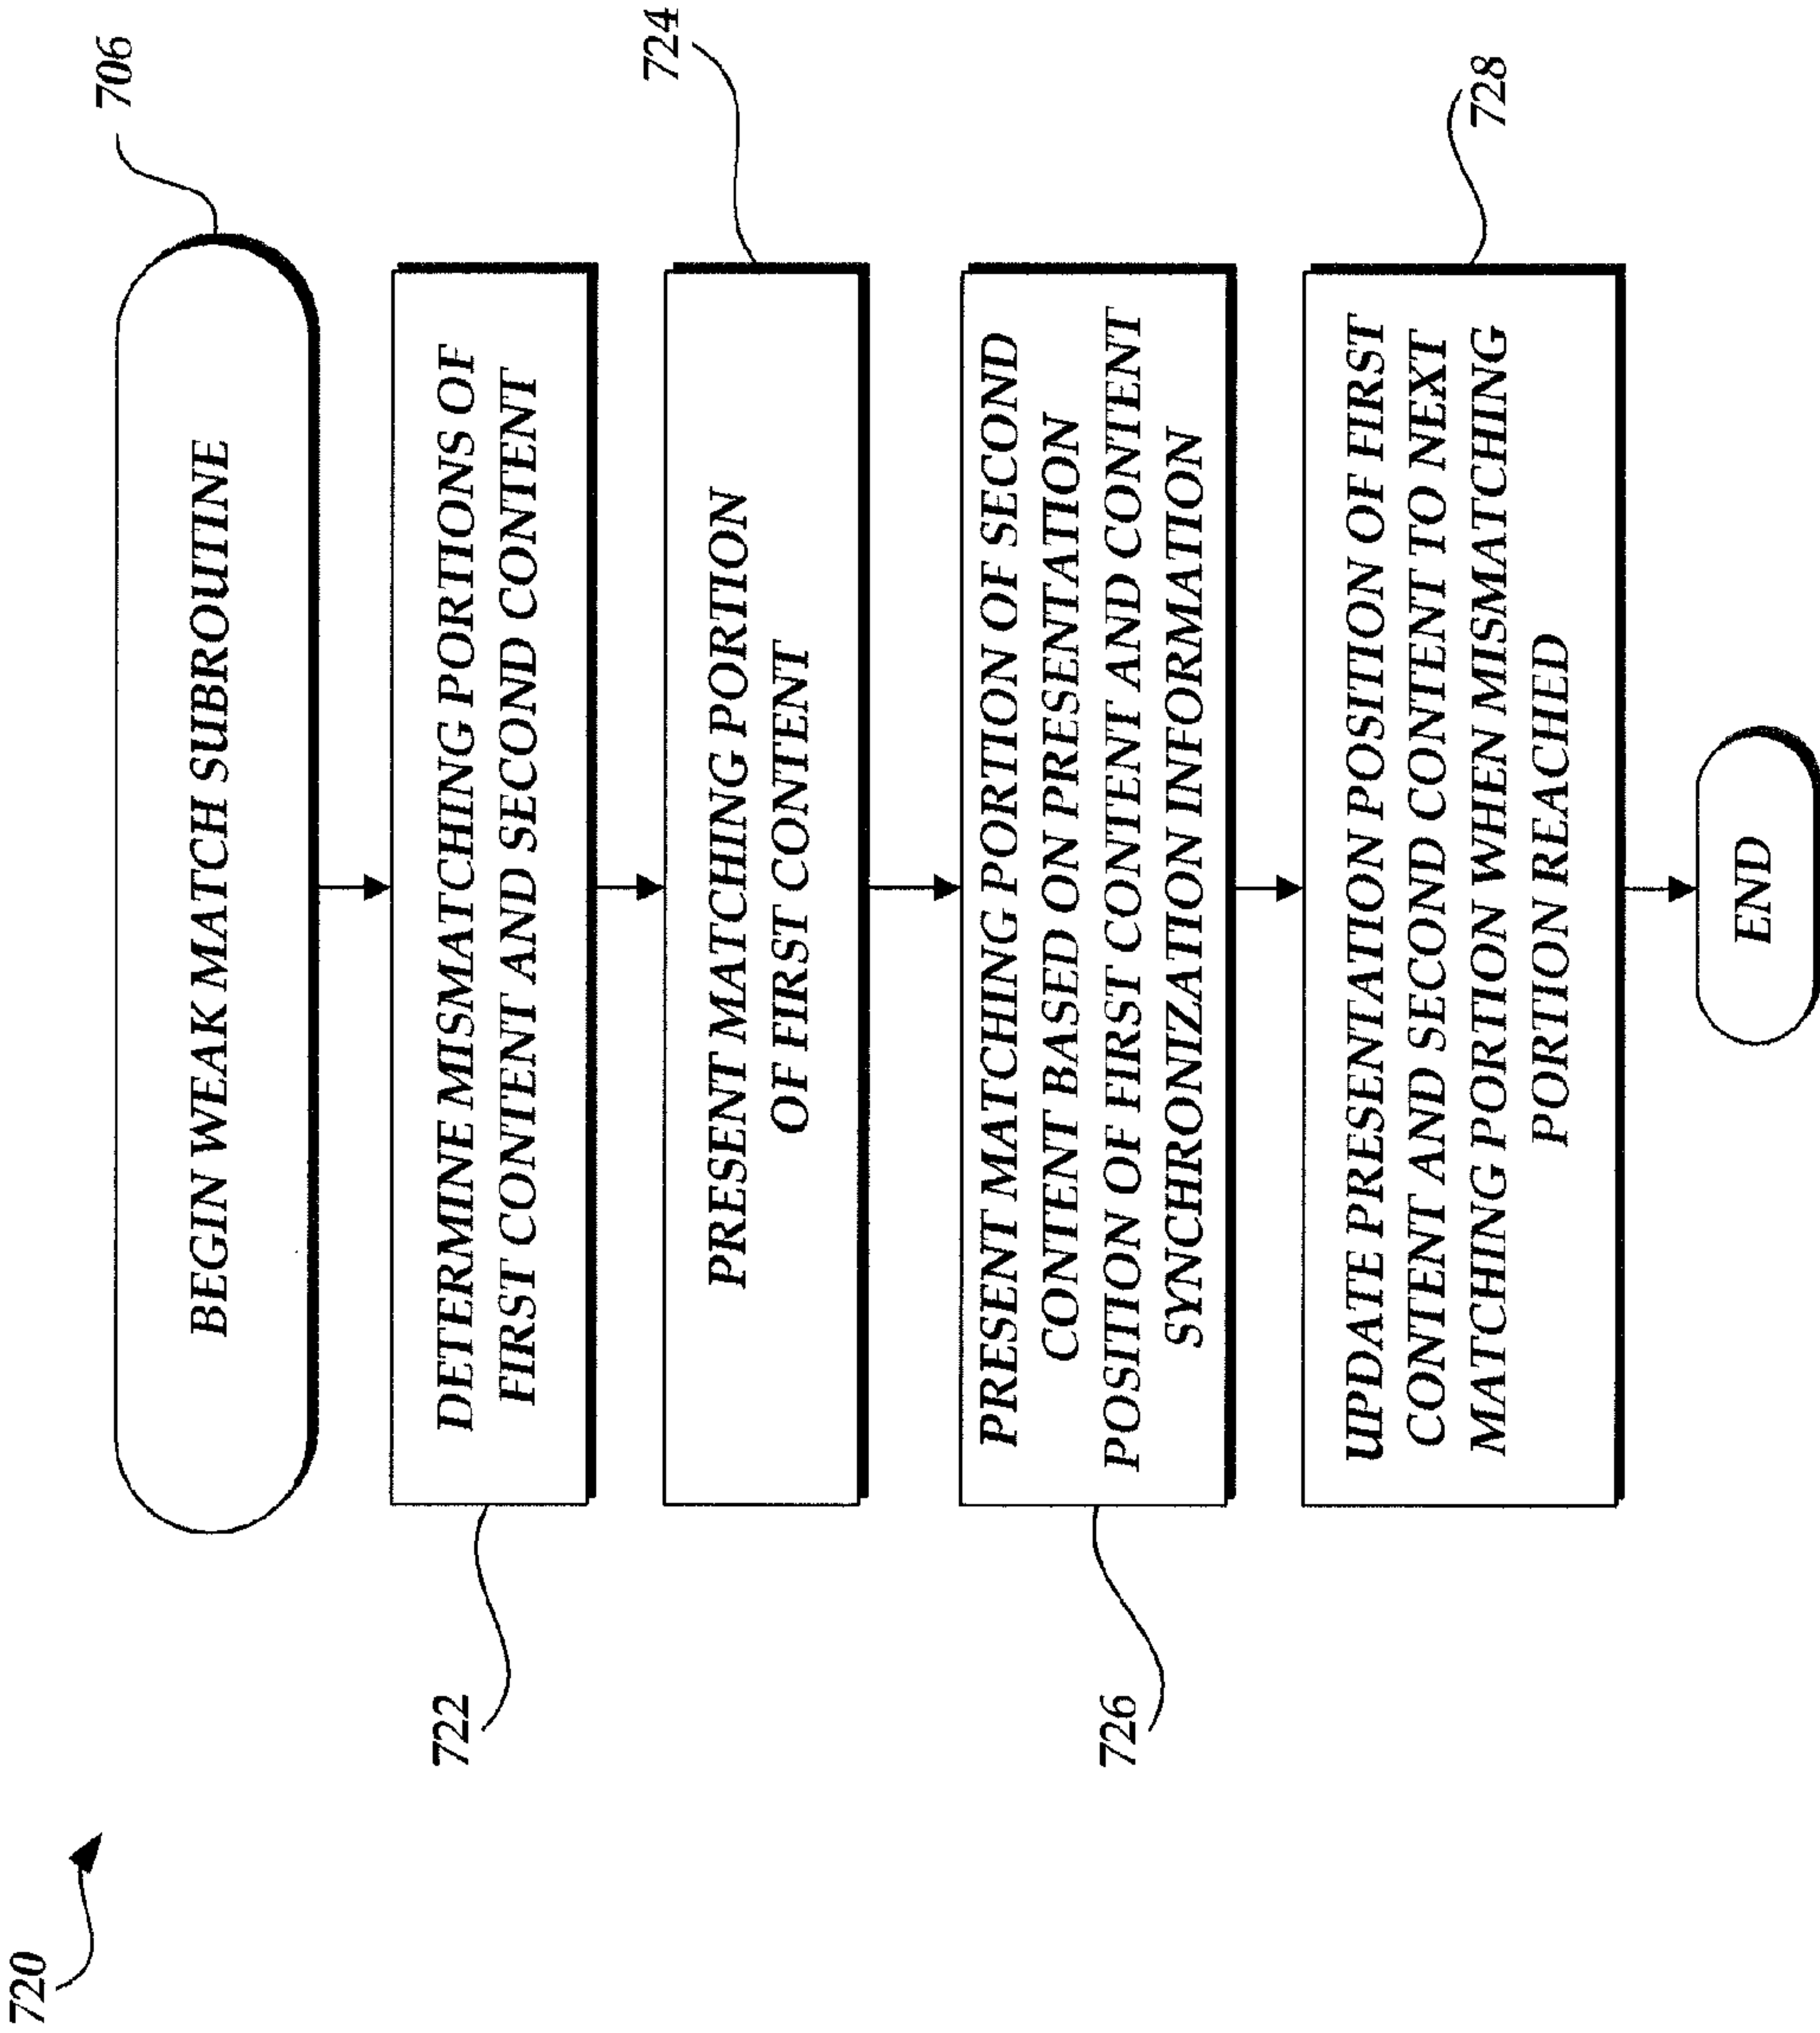 720
706
BEGIN WEAK MATCH SUBROUTINE
722
DETERMINE MISMATCHING PORTIONS OF
FIRST CONTENT AND SECOND CONTENT
724
PRESENT MATCHING PORTION
OF FIRST CONTENT
726
PRESENT MATCHING PORTION OF SECOND
CONTENT BASED ON PRESENTATION
POSITION OF FIRST CONTENT AND CONTENT
SYNCHRONIZATION INFORMATION
728
UPDATE PRESENTATION POSITION OF FIRST
CONTENT AND SECOND CONTENT TO NEXT
MATCHING PORTION WHEN MISMATCHING
PORTION REACHED
END